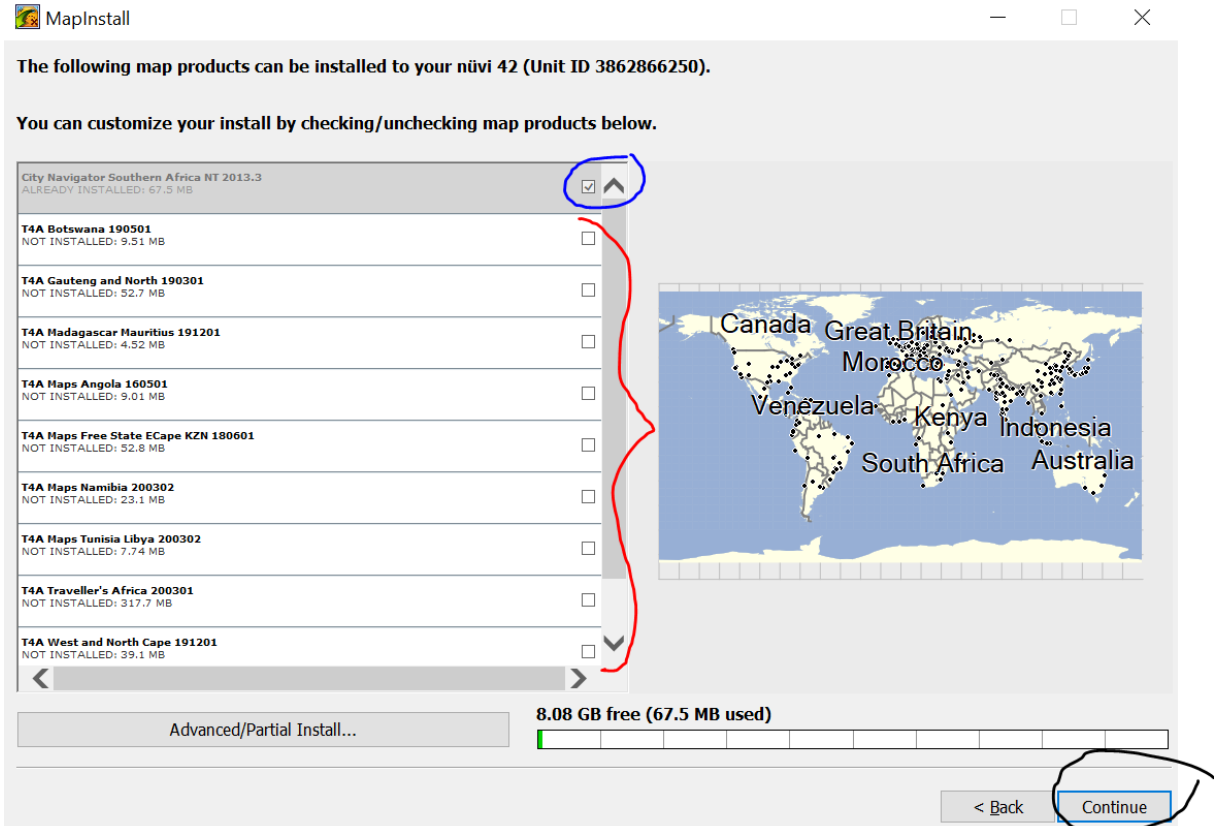 MapInstall
The following map products can be installed to your nüvi 42 (Unit ID 3862866250).
You can customize your install by checking/unchecking map products below.
City Navigator Southern Africa NT 2013.3
ALREADY INSTALLED: 67.5 MB
T4A Botswana 190501
NOT INSTALLED: 9.51 MB
T4A Gauteng and North 190301
NOT INSTALLED: 52.7 MB
T4A Madagascar Mauritius 191201
NOT INSTALLED: 4.52 MB
T4A Maps Angola 160501
NOT INSTALLED: 9.01 MB
T4A Maps Free State ECape KZN 180601
NOT INSTALLED: 52.8 MB
T4A Maps Namibia 200302
NOT INSTALLED: 23.1 MB
T4A Maps Tunisia Libya 200302
NOT INSTALLED: 7.74 MB
T4A Traveller's Africa 200301
NOT INSTALLED: 317.7 MB
T4A West and North Cape 191201
NOT INSTALLED: 39.1 MB
Canada
Great Britain
Morocco
Venezuela
Kenya
Indonesia
South Africa
Australia
Advanced/Partial Install...
8.08 GB free (67.5 MB used)
< Back
Continue